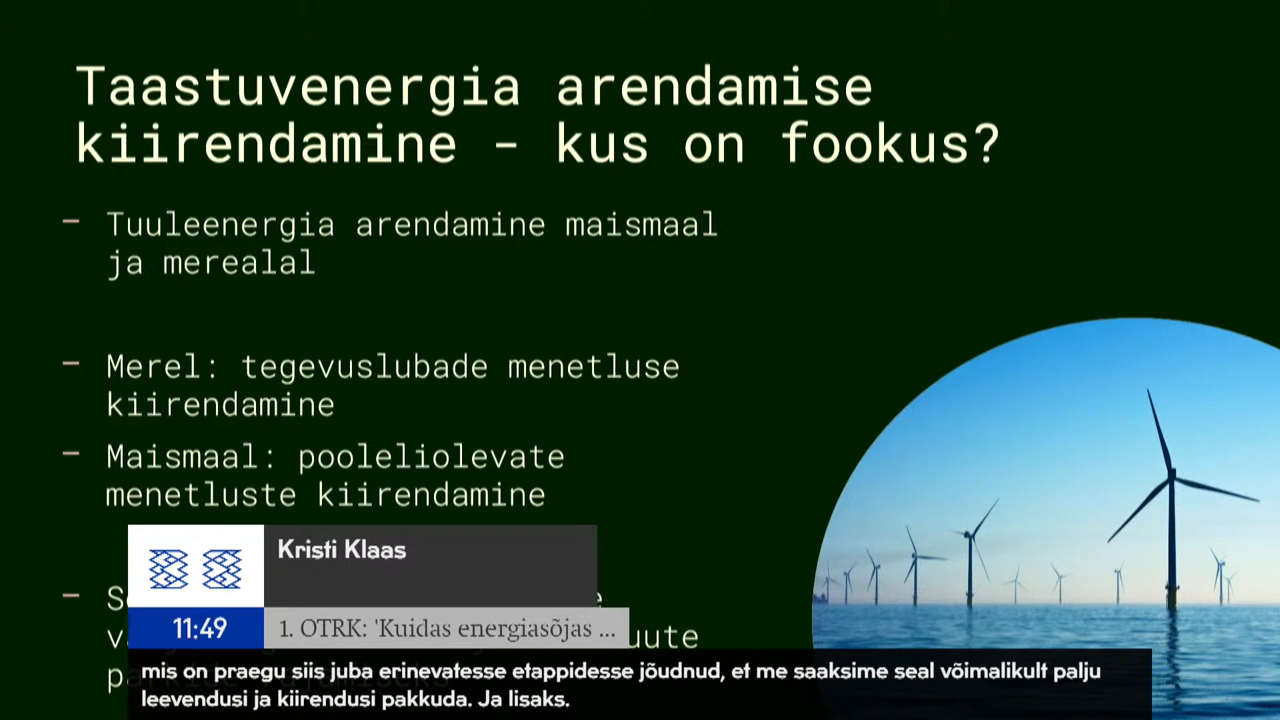 Taastuvenergia arendamise
kiirendamine - kus on fookus?
- Tuuleenergia arendamine maismaal
ja merealal
- Merel: tegevuslubade menetluse
kiirendamine
- Maismaal: pooleliolevate
menetluste kiirendamine
Kristi Klaas
11:49
1. OTRK: 'Kuidas energiasõjas ...
mis on praegu siis juba erinevatesse etappidesse jõudnud, et me saaksime seal võimalikult palju
leevendusi ja kiirendusi pakkuda. Ja lisaks.